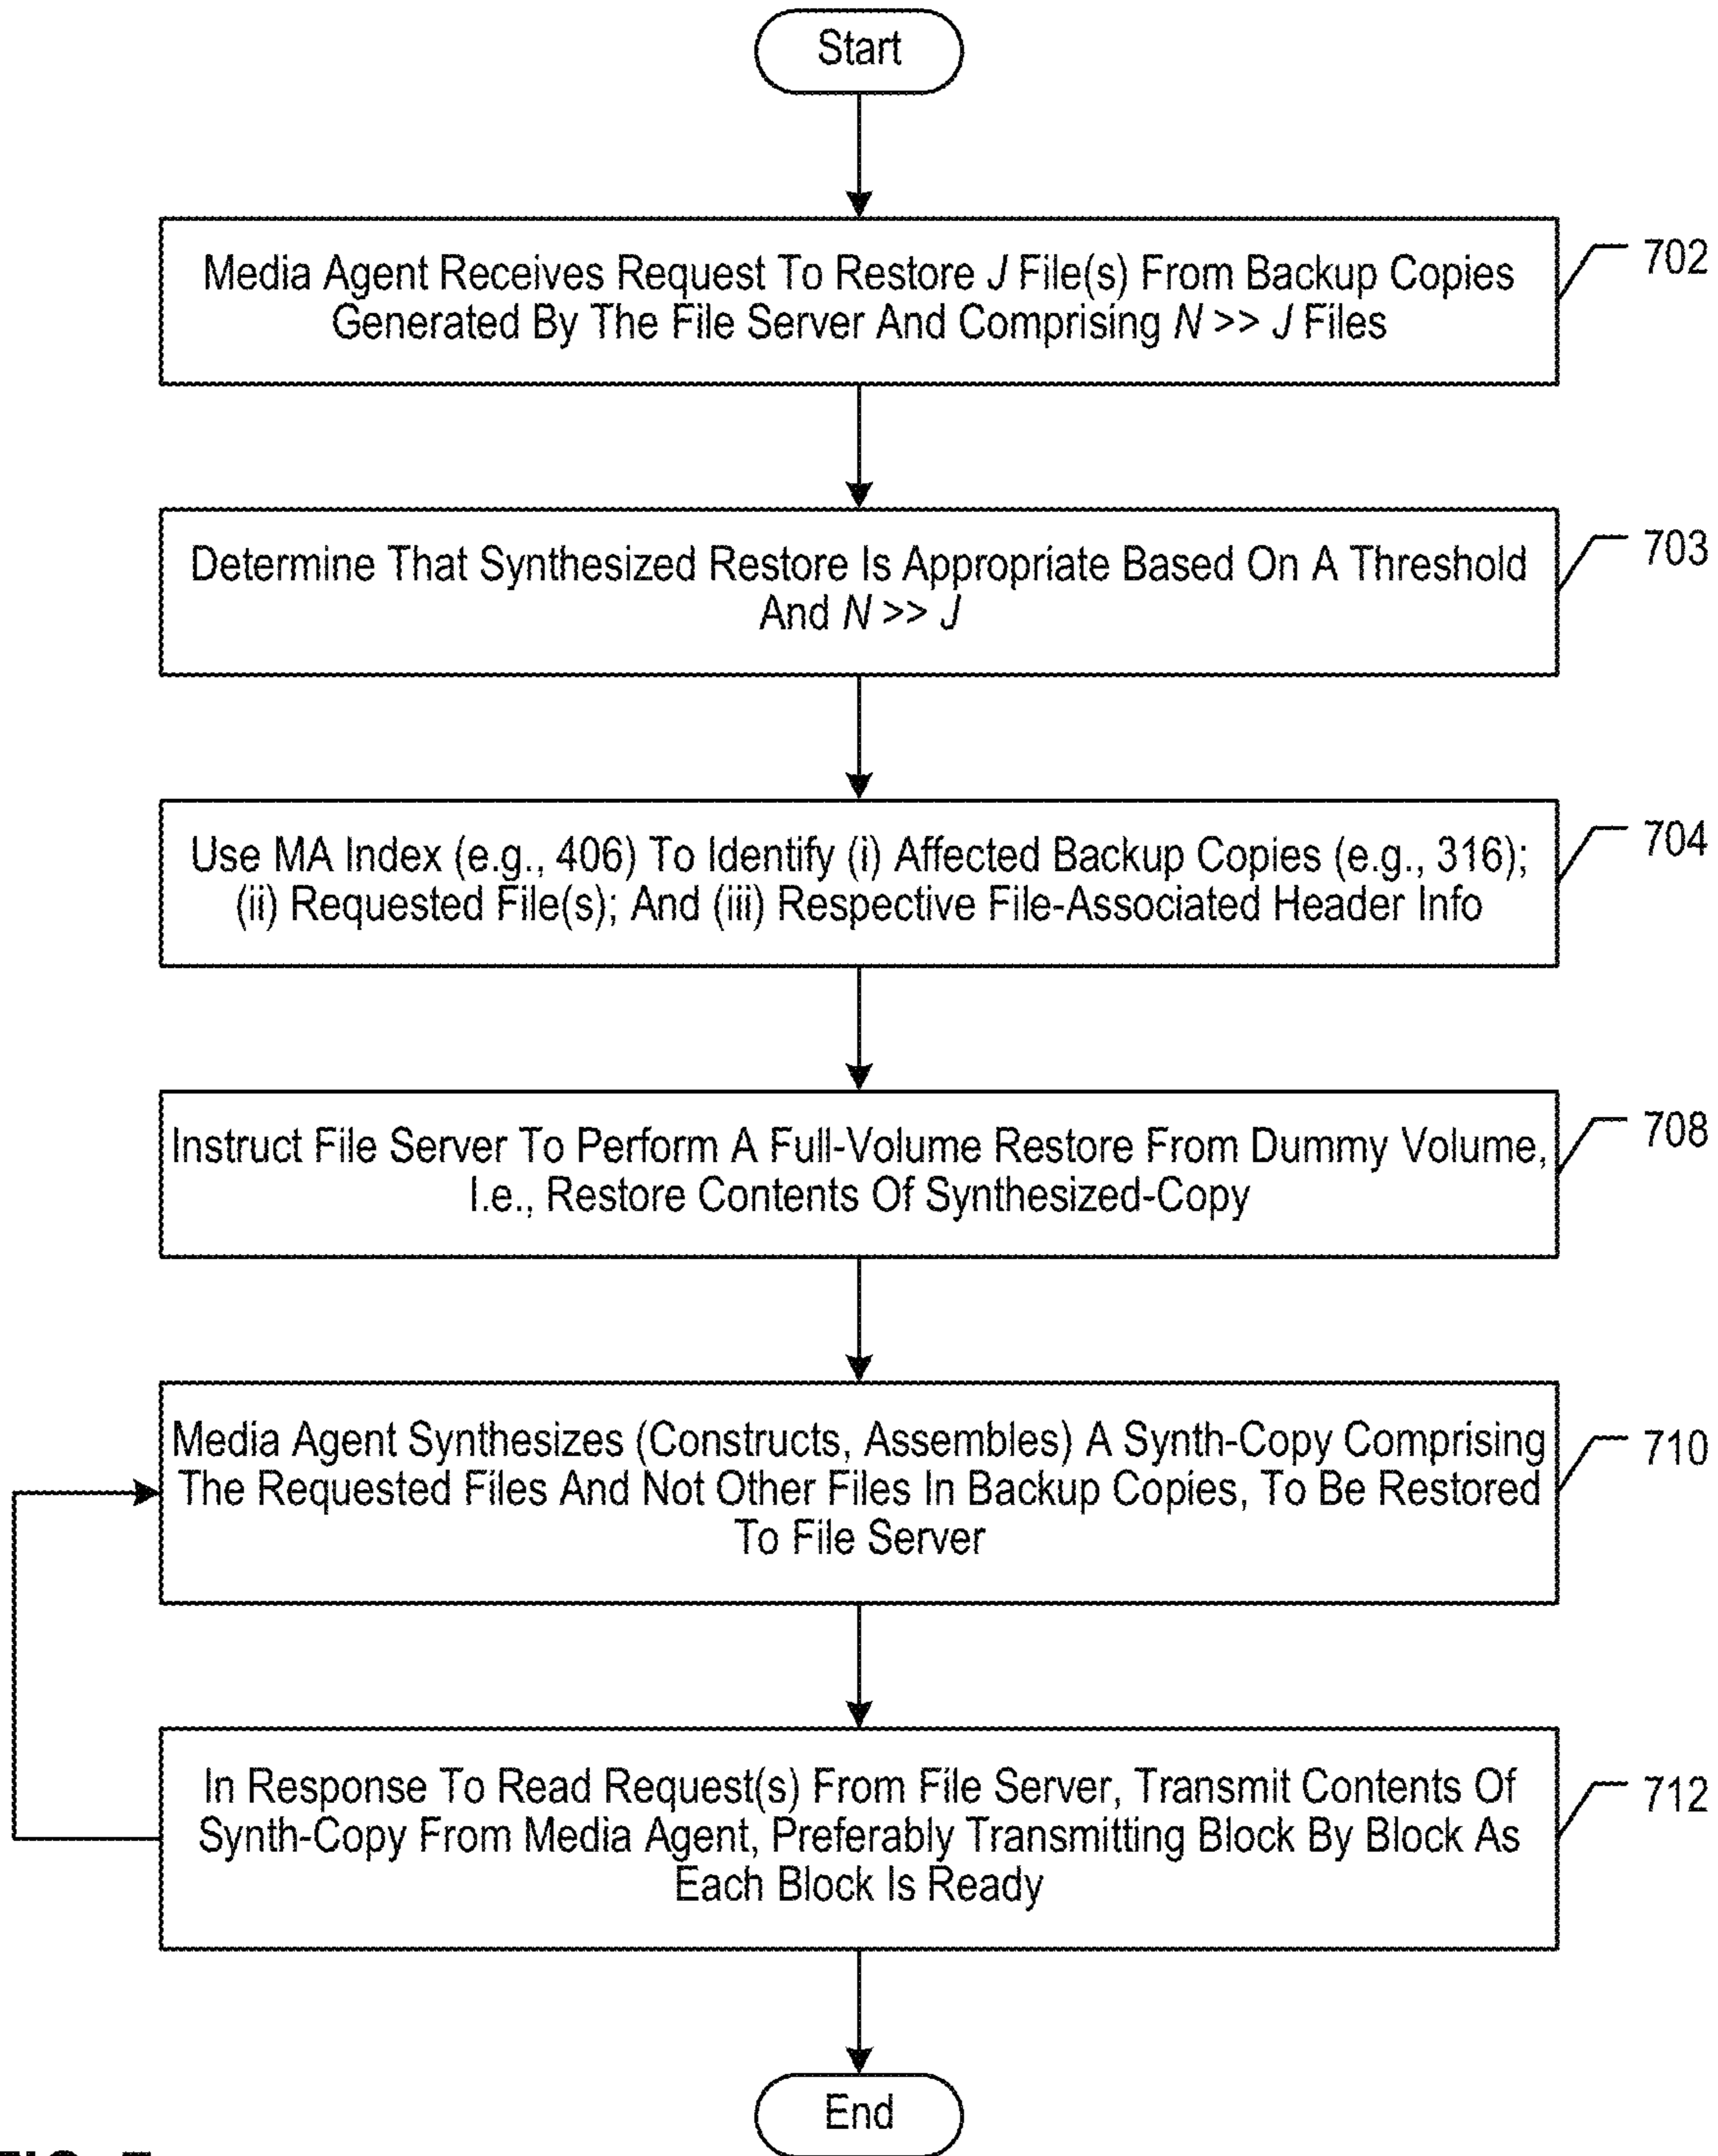 Start
Media Agent Receives Request To Restore J File(s) From Backup Copies
Generated By The File Server And Comprising N >> J Files
702
Determine That Synthesized Restore Is Appropriate Based On A Threshold
And N >> J
703
Use MA Index (e.g., 406) To Identify (i) Affected Backup Copies (e.g., 316);
(ii) Requested File(s); And (iii) Respective File-Associated Header Info
704
Instruct File Server To Perform A Full-Volume Restore From Dummy Volume,
I.e., Restore Contents Of Synthesized-Copy
708
Media Agent Synthesizes (Constructs, Assembles) A Synth-Copy Comprising
The Requested Files And Not Other Files In Backup Copies, To Be Restored
To File Server
710
In Response To Read Request(s) From File Server, Transmit Contents Of
Synth-Copy From Media Agent, Preferably Transmitting Block By Block As
Each Block Is Ready
712
End